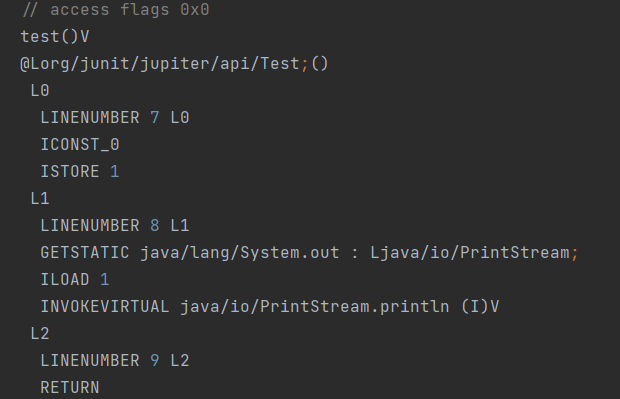 // access flags 0x0
test()V
@Lorg/junit/jupiter/api/Test;()
L0
LINENUMBER 7 L0
ICONST_0
ISTORE 1
L1
LINENUMBER 8 L1
GETSTATIC java/lang/System.out : Ljava/io/PrintStream;
ILOAD 1
INVOKEVIRTUAL java/io/PrintStream.println (I)V
L2
LINENUMBER 9 L2
RETURN